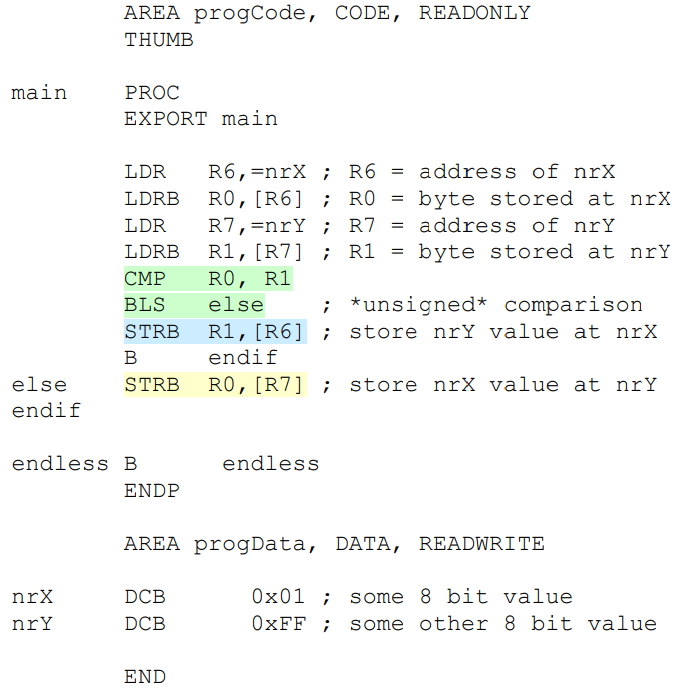 AREA progCode, CODE, READONLY
THUMB
main PROC
EXPORT main
LDR R6,=nrX ; R6 = address of nrX
LDRB R0,[R6] ; R0 = byte stored at nrX
LDR R7,=nrY ; R7 = address of nrY
LDRB R1,[R7] ; R1 = byte stored at nrY
CMP R0, R1
BLS else ; *unsigned* comparison
STRB R1,[R6] ; store nrY value at nrX
B endif
else STRB R0,[R7] ; store nrX value at nrY
endif
endless B endless
ENDP
AREA progData, DATA, READWRITE
nrX DCB 0x01 ; some 8 bit value
nrY DCB 0xFF ; some other 8 bit value
END